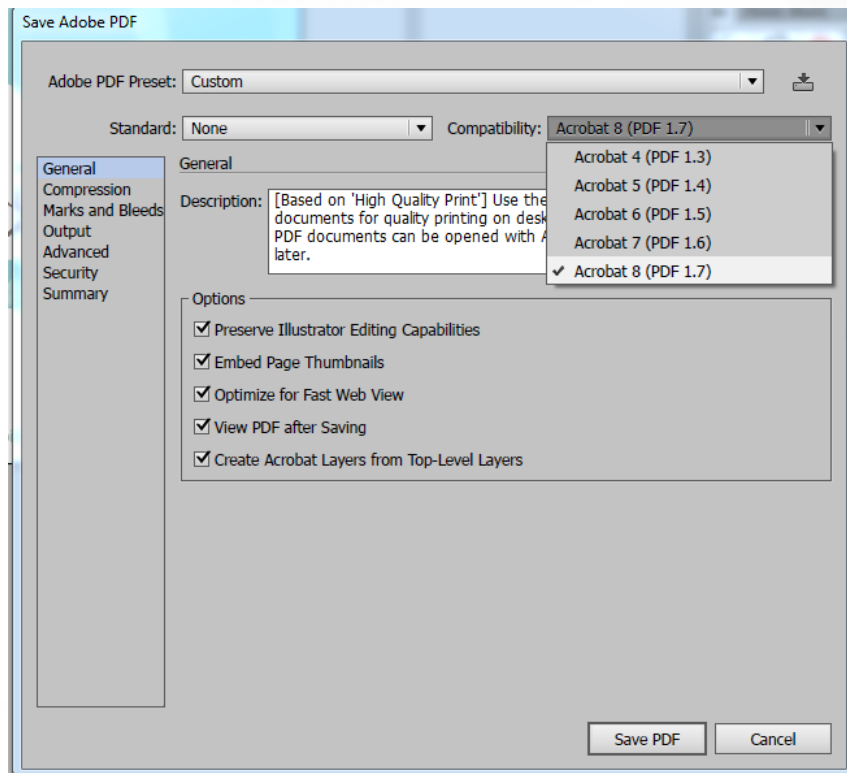 Save Adobe PDF
Adobe PDF Preset: Custom
Standard: None Compatibility: Acrobat 8 (PDF 1.7)
Acrobat 4 (PDF 1.3)
Acrobat 5 (PDF 1.4)
Acrobat 6 (PDF 1.5)
Acrobat 7 (PDF 1.6)
Acrobat 8 (PDF 1.7)
General
Compression
Marks and Bleeds
Output
Advanced
Security
Summary
General
Description: [Based on 'High Quality Print'] Use the
documents for quality printing on desk
PDF documents can be opened with A
later.
Options
Preserve Illustrator Editing Capabilities
Embed Page Thumbnails
Optimize for Fast Web View
View PDF after Saving
Create Acrobat Layers from Top-Level Layers
Save PDF Cancel